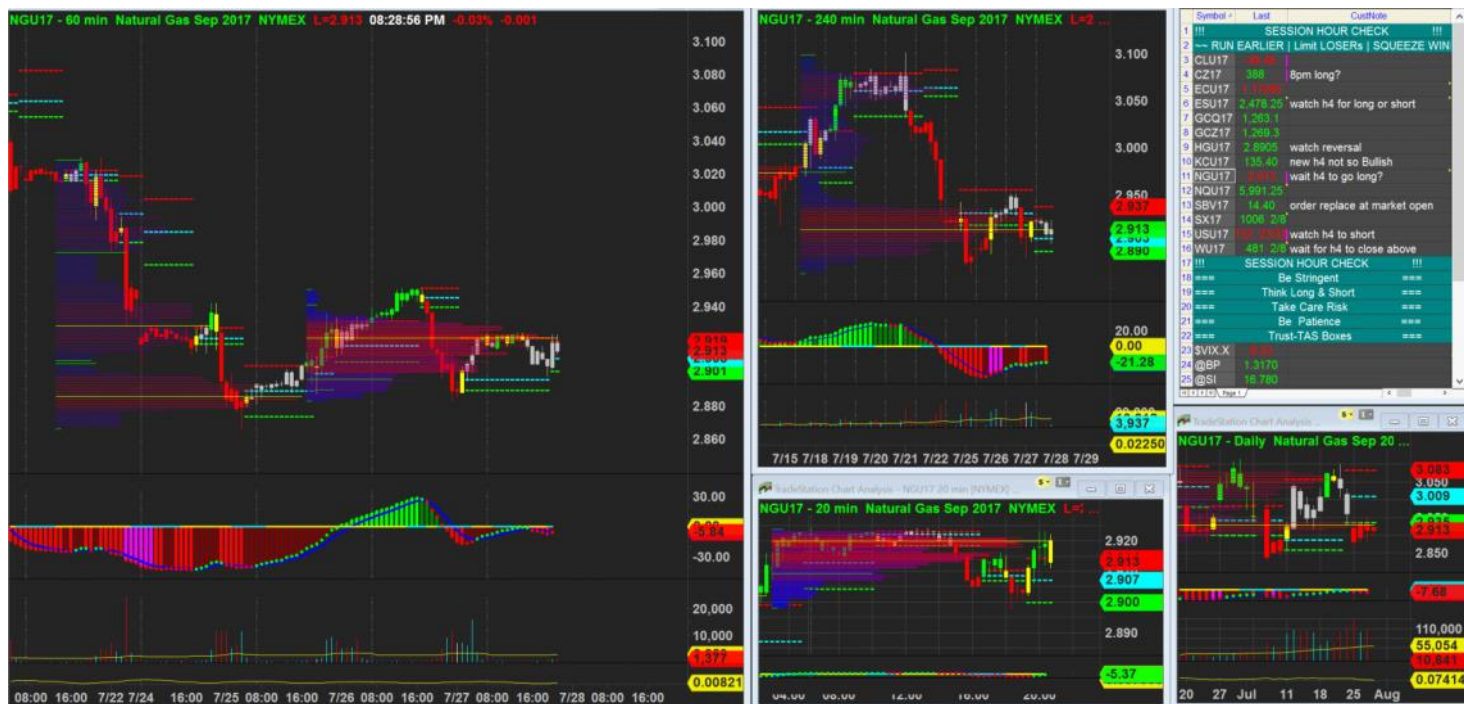 NGU17 - 60 min Natural Gas Sep 2017 NYMEX L=2.913 08:28:56 PM -0.03% -0.001
3.100
3.080
3.060
3.040
3.020
3.000
2.980
2.960
2.940
2.913
2.901
2.880
2.860
30.00
-5.84
-30.00
20,000
10,000
1,377
0.00821
08:00 16:00 7/22 7/24 16:00 7/25 08:00 16:00 7/26 08:00 16:00 7/27 08:00 16:00 7/28 08:00 16:00
NGU17 - 240 min Natural Gas Sep 2017 NYMEX L=2 ...
3.100
3.050
3.000
2.950
2.937
2.913
2.890
20.00
0.00
-21.28
3,937
0.02250
7/15 7/18 7/19 7/20 7/21 7/22 7/25 7/26 7/27 7/28 7/29
TradeStation Chart Analysis - NGU17 20 min [NYMEX] ...
NGU17 - 20 min Natural Gas Sep 2017 NYMEX
2.920
2.913
2.907
2.900
2.890
-5.37
04:00 08:00 12:00 16:00 20:00
Symbol Last CustNote
1 !!! SESSION HOUR CHECK !!!
2 ~~ RUN EARLIER | Limit LOSERs | SQUEEZE WIN
3 CLU17
4 CZ17 388 8pm long?
5 ECU17
6 ESU17 2,478.25 watch h4 for long or short
7 GCQ17 1,263.1
8 GCZ17 1,269.3
9 HGU17 2.8905 watch reversal
10 KCU17 135.40 new h4 not so Bullish
11 NGU17 2.913 wait h4 to go long?
12 NQU17 5,991.25
13 SBV17 14.40 order replace at market open
14 SX17 1006 2/8
15 USU17 watch h4 to short
16 WU17 481 2/8 wait for h4 to close above
17 !!! SESSION HOUR CHECK !!!
18 === Be Stringent ===
19 === Think Long & Short ===
20 === Take Care Risk ===
21 === Be Patience ===
22 === Trust-TAS Boxes ===
23 $VIX.X
24 @BP 1.3170
25 @SI 16.780
Page 1
TradeStation Chart Analysis ...
NGU17 - Daily Natural Gas Sep 20 ...
3.083
3.050
3.009
2.913
2.850
-7.68
110,000
55,054
10,841
0.07414
20 27 Jul 11 18 25 Aug